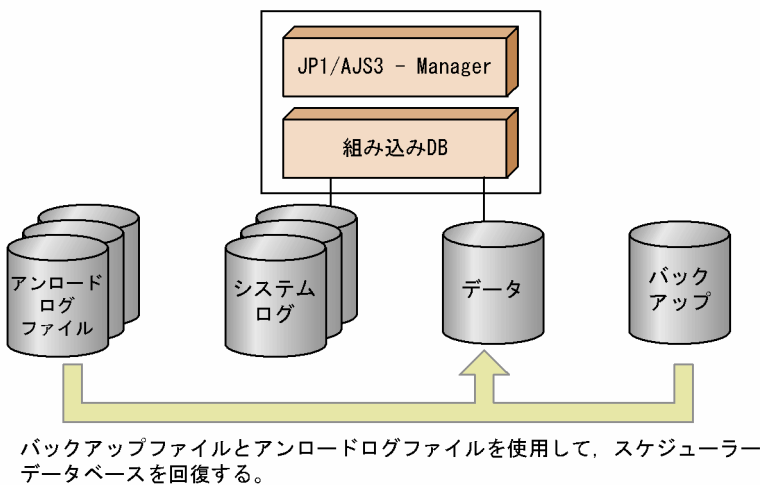 JP1/AJS3 - Manager
組み込みDB
アンロード
ログ
ファイル
システム
ログ
データ
バック
アップ
バックアップファイルとアンロードログファイルを使用して，スケジューラー
データベースを回復する。